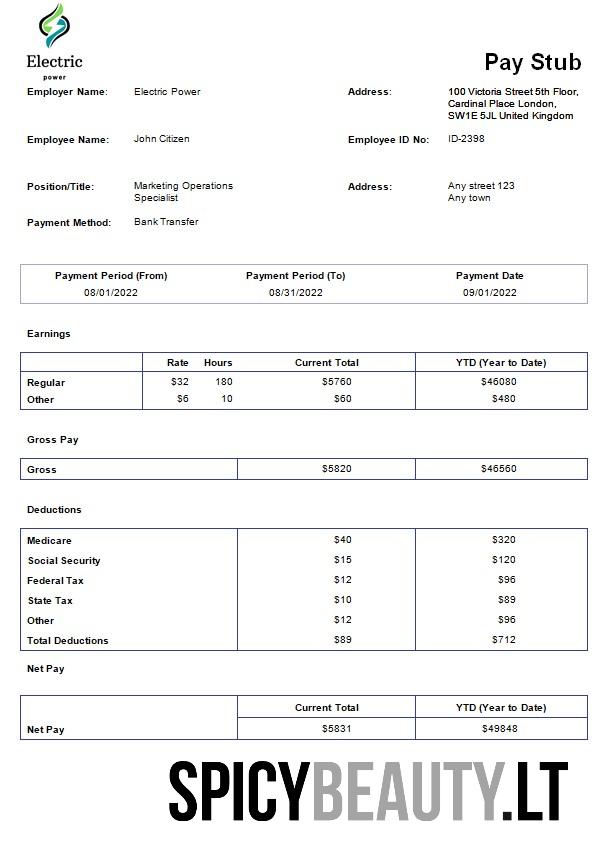 Electric
power
Pay Stub
Employer Name: Electric Power Address: 100 Victoria Street 5th Floor,
Cardinal Place London,
SW1E 5JL United Kingdom
Employee Name: John Citizen Employee ID No: ID-2398
Position/Title: Marketing Operations Address: Any street 123
Specialist Any town
Payment Method: Bank Transfer
Payment Period (From) Payment Period (To) Payment Date
08/01/2022 08/31/2022 09/01/2022
Earnings
Rate Hours Current Total YTD (Year to Date)
Regular $32 180 $5760 $46080
Other $6 10 $60 $480
Gross Pay
Gross $5820 $46560
Deductions
Medicare $40 $320
Social Security $15 $120
Federal Tax $12 $96
State Tax $10 $89
Other $12 $96
Total Deductions $89 $712
Net Pay
Current Total YTD (Year to Date)
Net Pay $5831 $49848
SPICYBEAUTY.LT